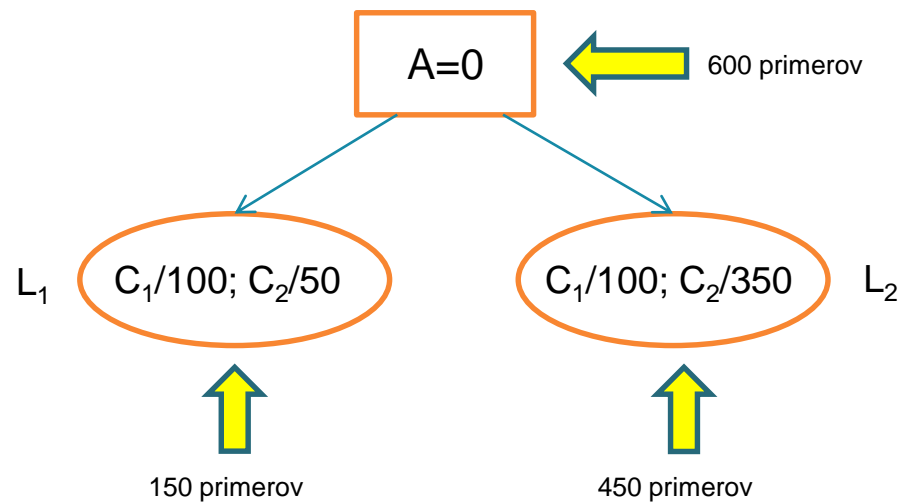 A=0
600 primerov
L₁
C₁/100; C₂/50
C₁/100; C₂/350
L₂
150 primerov
450 primerov